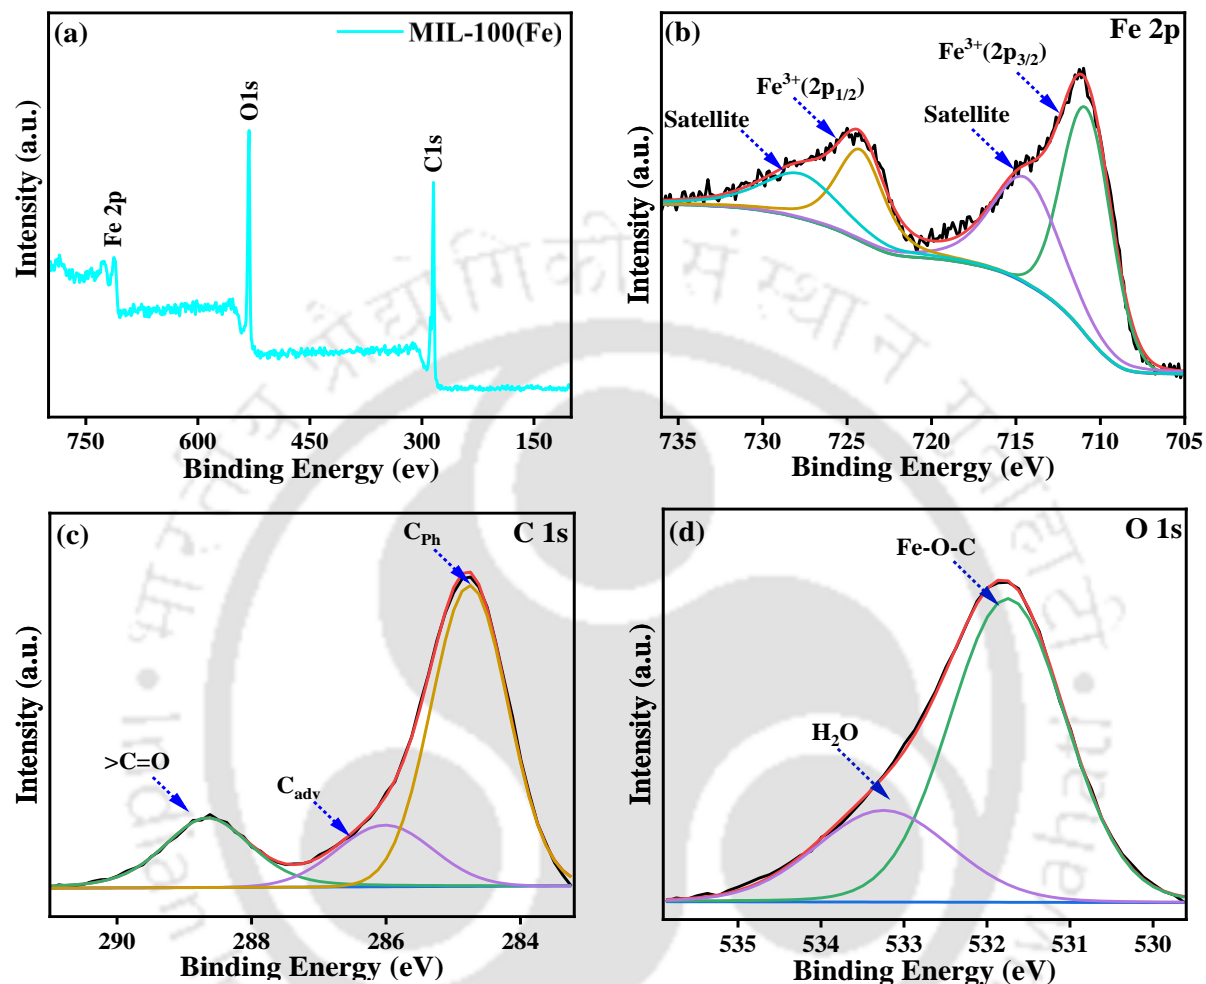 (a)
MIL-100(Fe)
Fe 2p
O1s
C1s
Intensity (a.u.)
750 600 450 300 150
Binding Energy (ev)
(b)
Fe 2p
Fe³⁺(2p₃/₂)
Fe³⁺(2p₁/₂)
Satellite
Satellite
Intensity (a.u.)
735 730 725 720 715 710 705
Binding Energy (eV)
(c)
C 1s
C_Ph
>C=O
C_adv
Intensity (a.u.)
290 288 286 284
Binding Energy (eV)
(d)
O 1s
Fe-O-C
H₂O
Intensity (a.u.)
535 534 533 532 531 530
Binding Energy (eV)